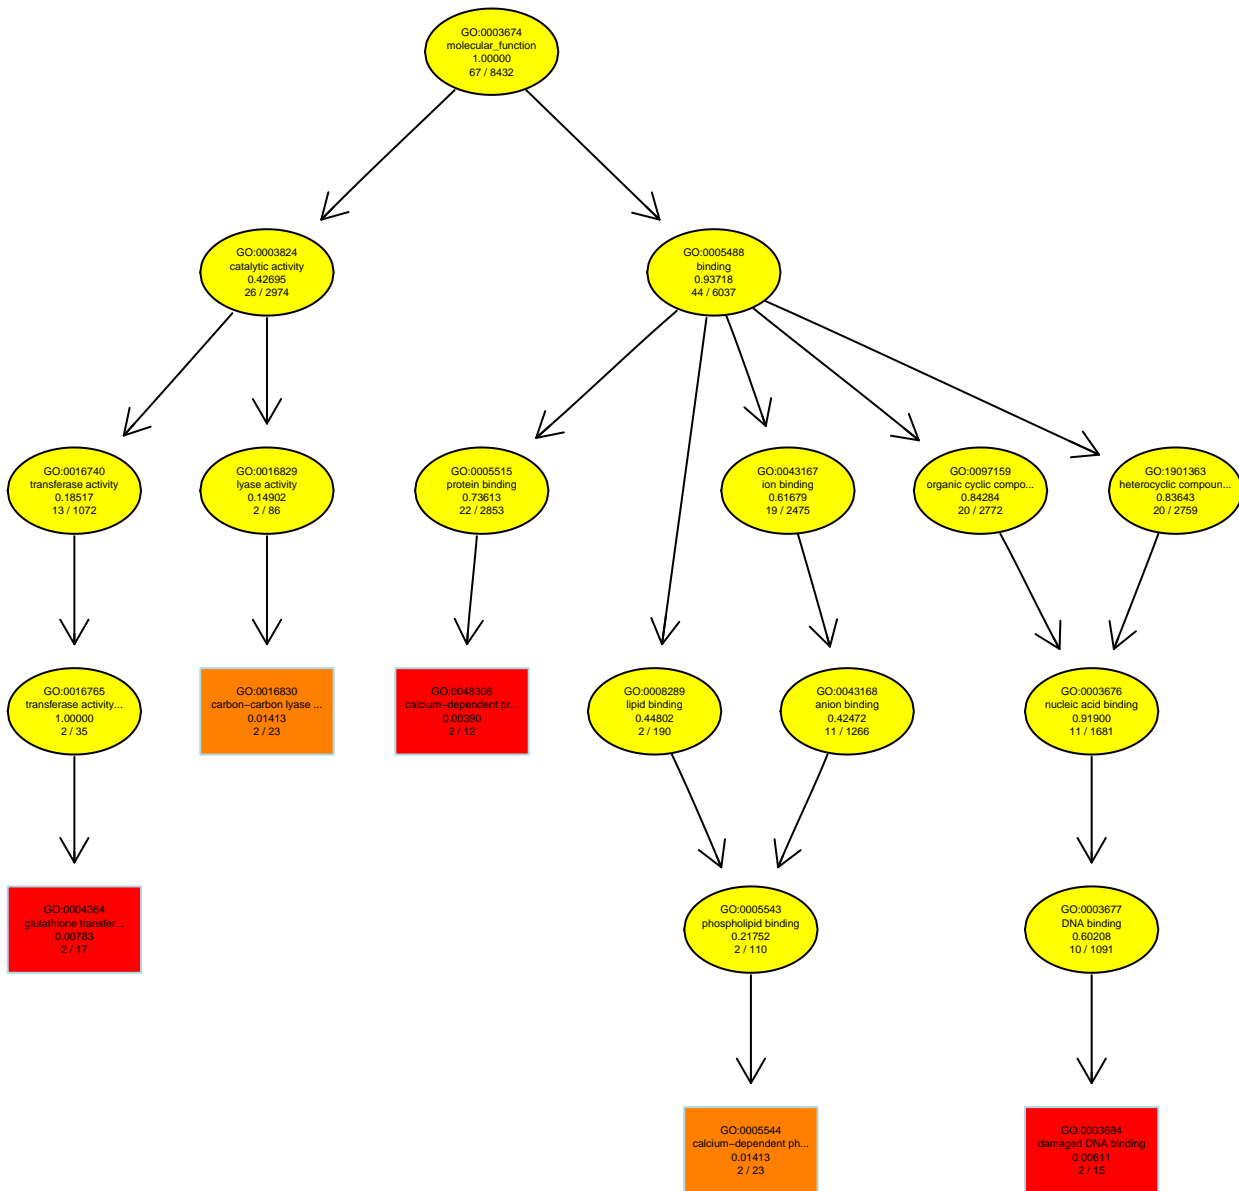 GO:0003674
molecular_function
1.00000
67 / 8432
GO:0003824
catalytic activity
0.42695
26 / 2974
GO:0005488
binding
0.93718
44 / 6037
GO:0016740
transferase activity
0.18517
13 / 1072
GO:0016829
lyase activity
0.14902
2 / 86
GO:0005515
protein binding
0.73613
22 / 2853
GO:0043167
ion binding
0.61679
19 / 2475
GO:0097159
organic cyclic compo...
0.84284
20 / 2772
GO:1901363
heterocyclic compoun...
0.83643
20 / 2759
GO:0016765
transferase activity...
1.00000
2 / 35
GO:0016830
carbon−carbon lyase ...
0.01413
2 / 23
GO:0048306
calcium−dependent pr...
0.00390
2 / 12
GO:0008289
lipid binding
0.44802
2 / 190
GO:0043168
anion binding
0.42472
11 / 1266
GO:0003676
nucleic acid binding
0.91900
11 / 1681
GO:0004364
glutathione transfer...
0.00783
2 / 17
GO:0005543
phospholipid binding
0.21752
2 / 110
GO:0003677
DNA binding
0.60208
10 / 1091
GO:0005544
calcium−dependent ph...
0.01413
2 / 23
GO:0003684
damaged DNA binding
0.00611
2 / 15